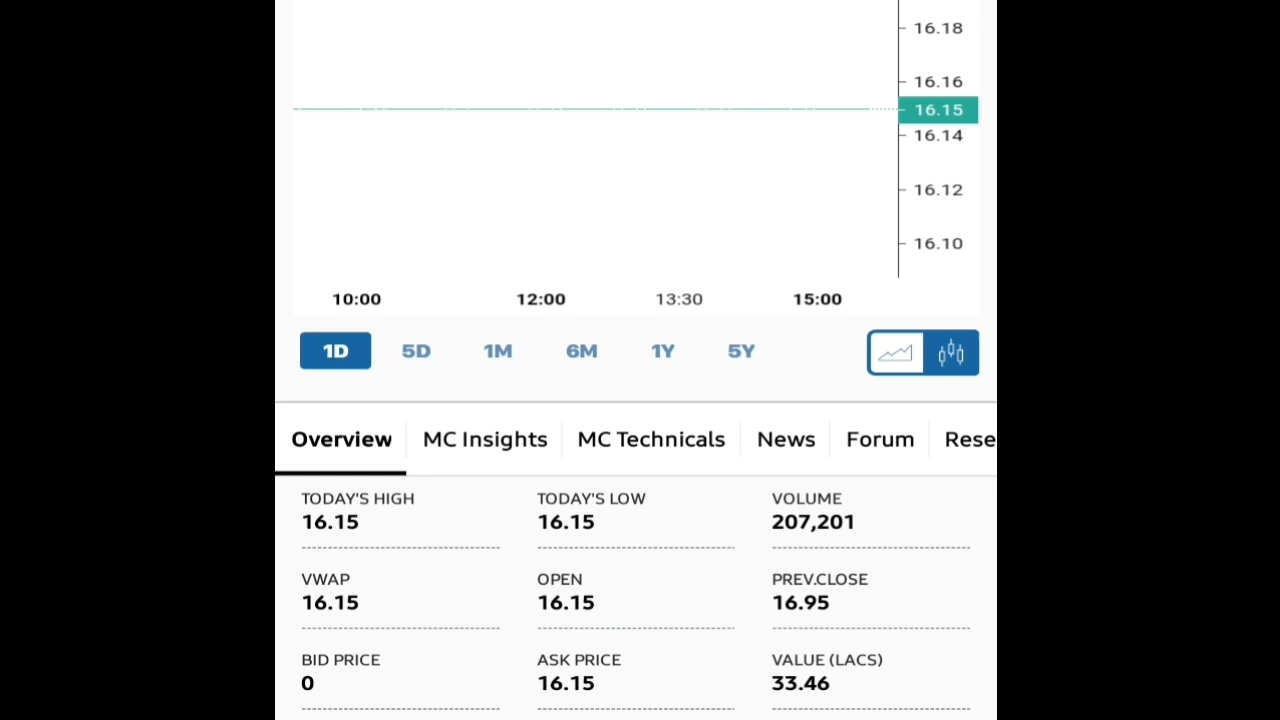 16.18
16.16
16.15
16.14
16.12
16.10
10:00 12:00 13:30 15:00
1D 5D 1M 6M 1Y 5Y
Overview MC Insights MC Technicals News Forum Rese
TODAY'S HIGH TODAY'S LOW VOLUME
16.15 16.15 207,201
VWAP OPEN PREV.CLOSE
16.15 16.15 16.95
BID PRICE ASK PRICE VALUE (LACS)
0 16.15 33.46